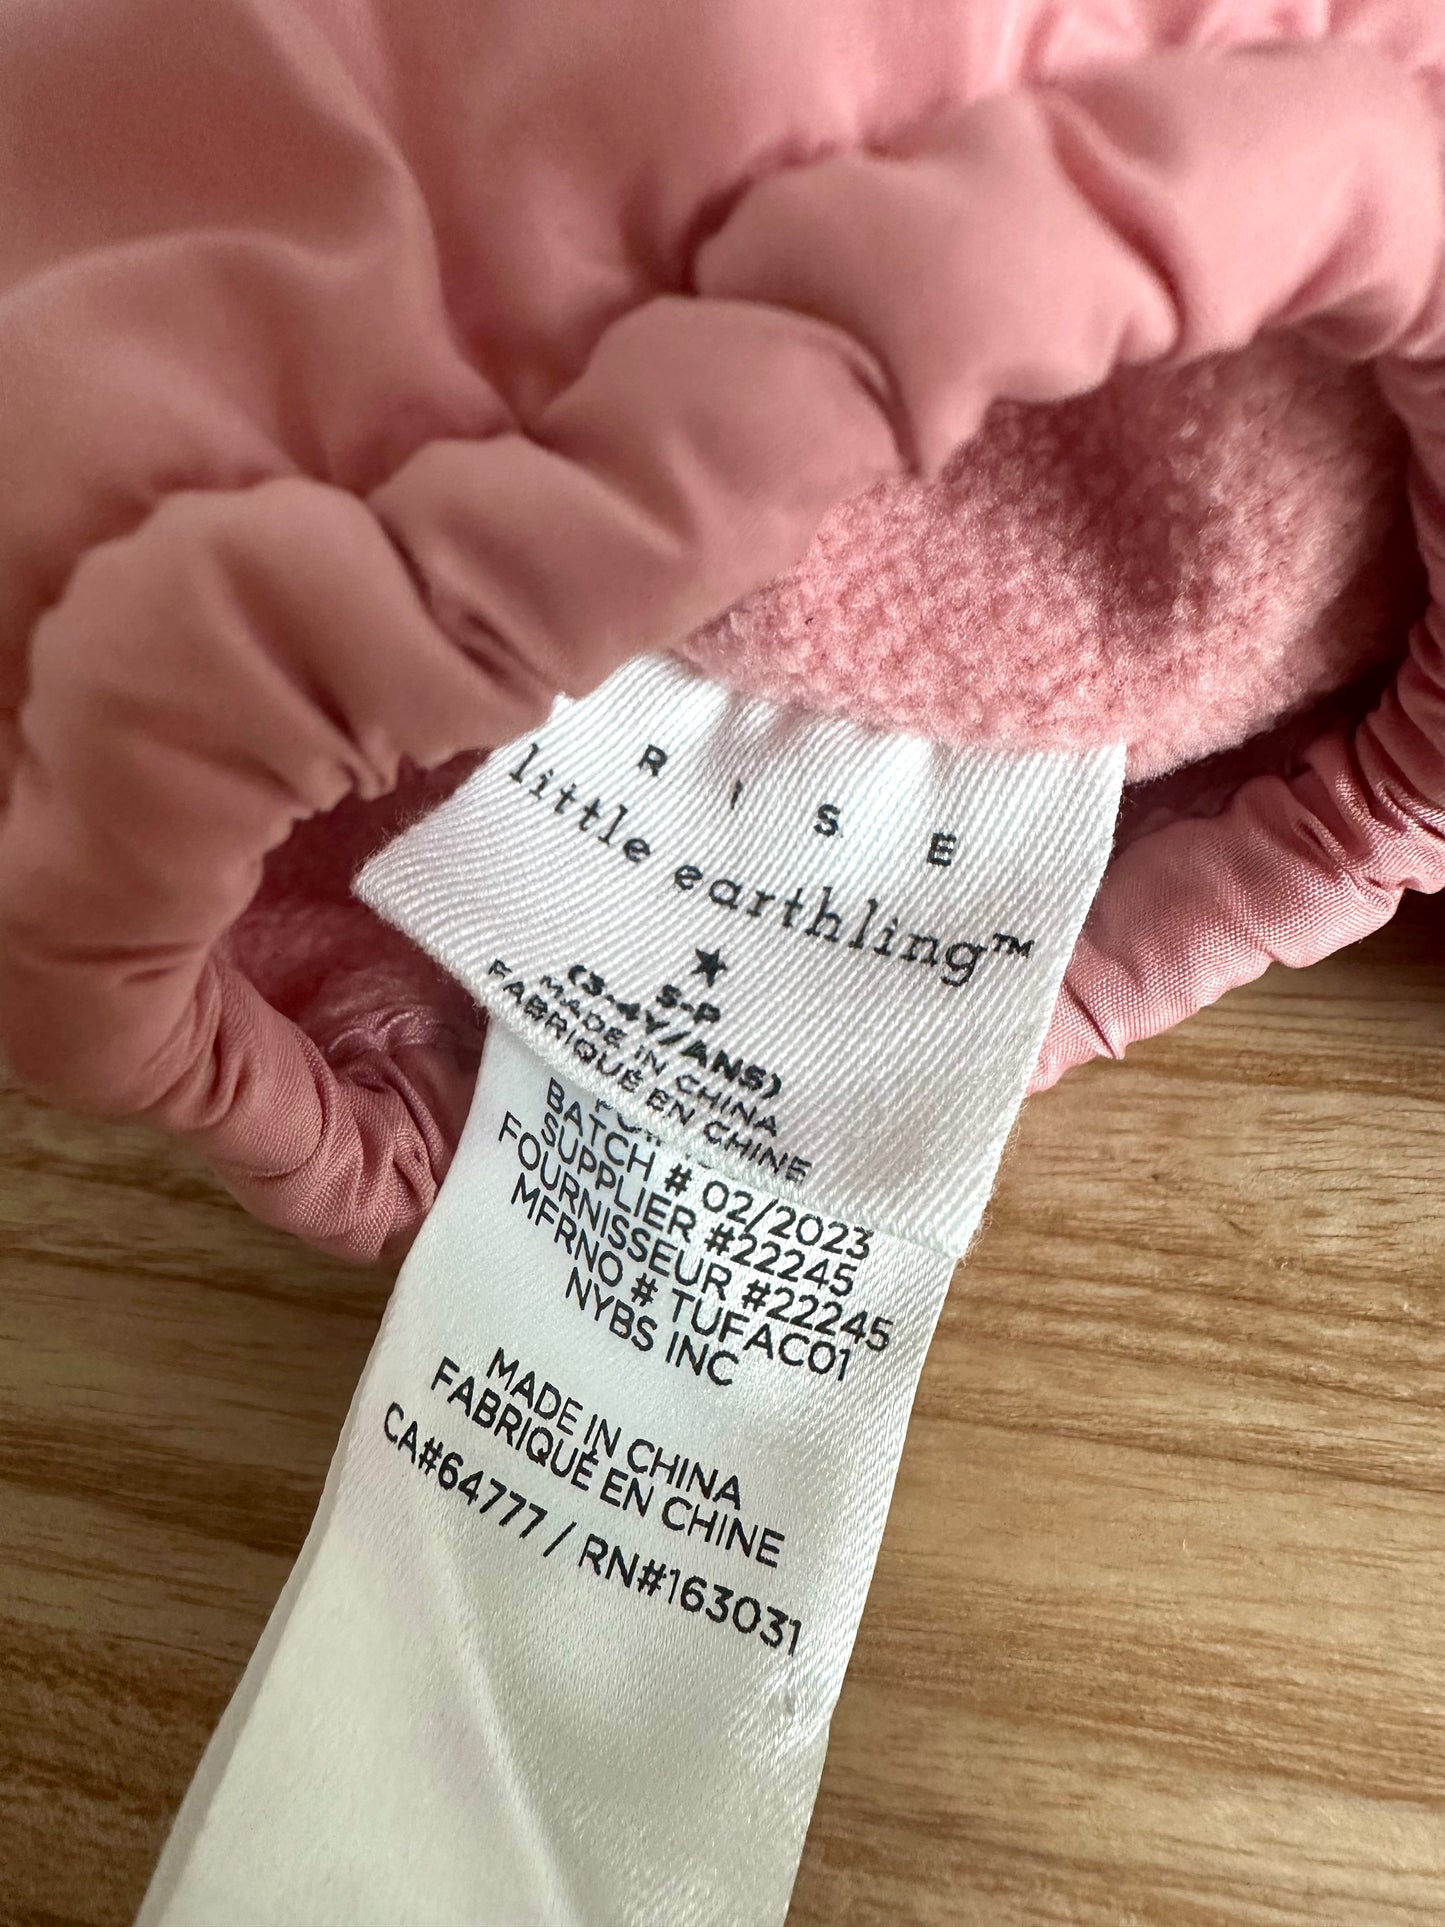 RISE
little earthling™
★
S-P
(3-4Y/ANS)
MADE IN CHINA
FABRIQUÉ EN CHINE
BATCH # 02/2023
SUPPLIER #22245
FOURNISSEUR #22245
MFRNO # TUFAC01
NYBS INC
MADE IN CHINA
FABRIQUÉ EN CHINE
CA#64777 / RN#163031